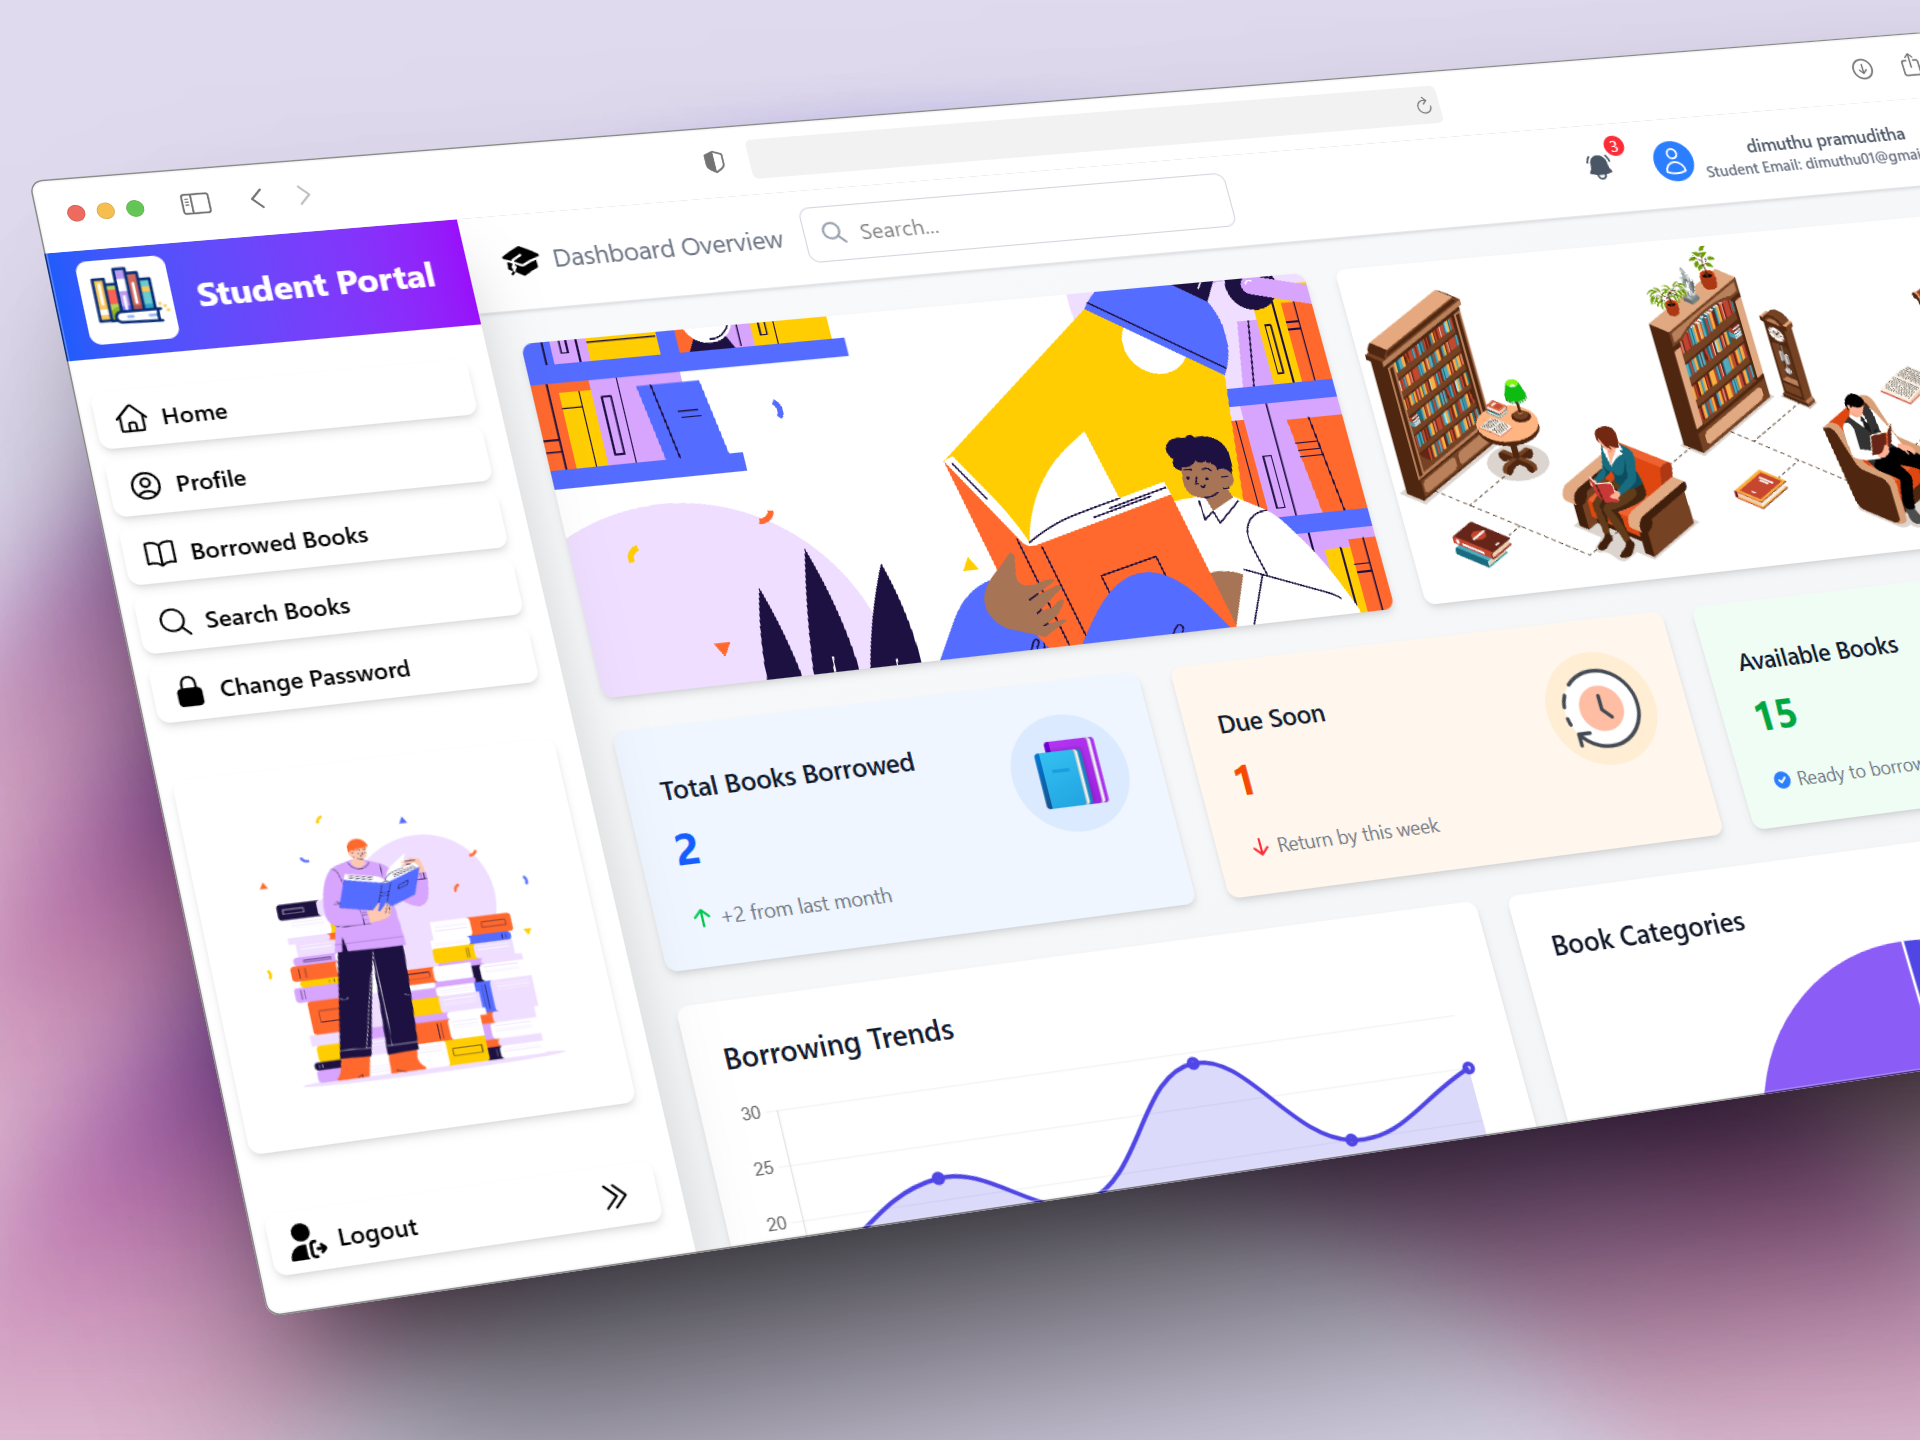 dimuthu pramuditha
Student Email: dimuthu01@gmai
3
Student Portal
Dashboard Overview
Search...
Home
Profile
Borrowed Books
Search Books
Change Password
Logout
Total Books Borrowed
2
+2 from last month
Due Soon
1
Return by this week
Available Books
15
Ready to borrow
Borrowing Trends
30
25
20
Book Categories